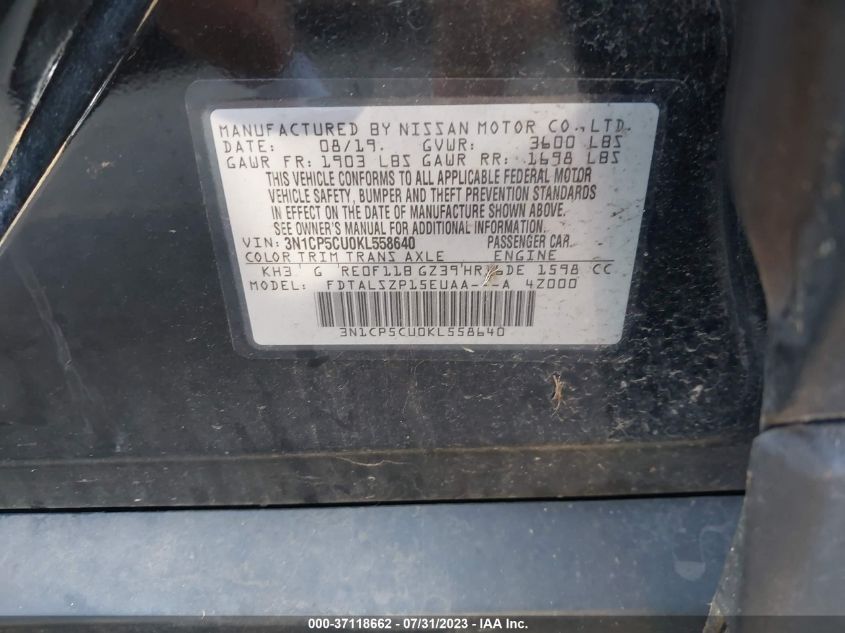 MANUFACTURED BY NISSAN MOTOR CO., LTD.
DATE: 08/19. GVWR: 3600 LBS
GAWR FR: 1903 LBS GAWR RR: 1698 LBS
THIS VEHICLE CONFORMS TO ALL APPLICABLE FEDERAL MOTOR
VEHICLE SAFETY, BUMPER AND THEFT PREVENTION STANDARDS
IN EFFECT ON THE DATE OF MANUFACTURE SHOWN ABOVE.
SEE OWNER'S MANUAL FOR ADDITIONAL INFORMATION.
VIN: 3N1CP5CU0KL558640 PASSENGER CAR
COLOR TRIM TRANS AXLE ENGINE
KH3 G RE0F11B GZ39 HR16DE 1598 CC
MODEL: FDTALSZP15EUAA---A 4Z000
3N1CP5CU0KL558640
000-37118662 - 07/31/2023 - IAA Inc.